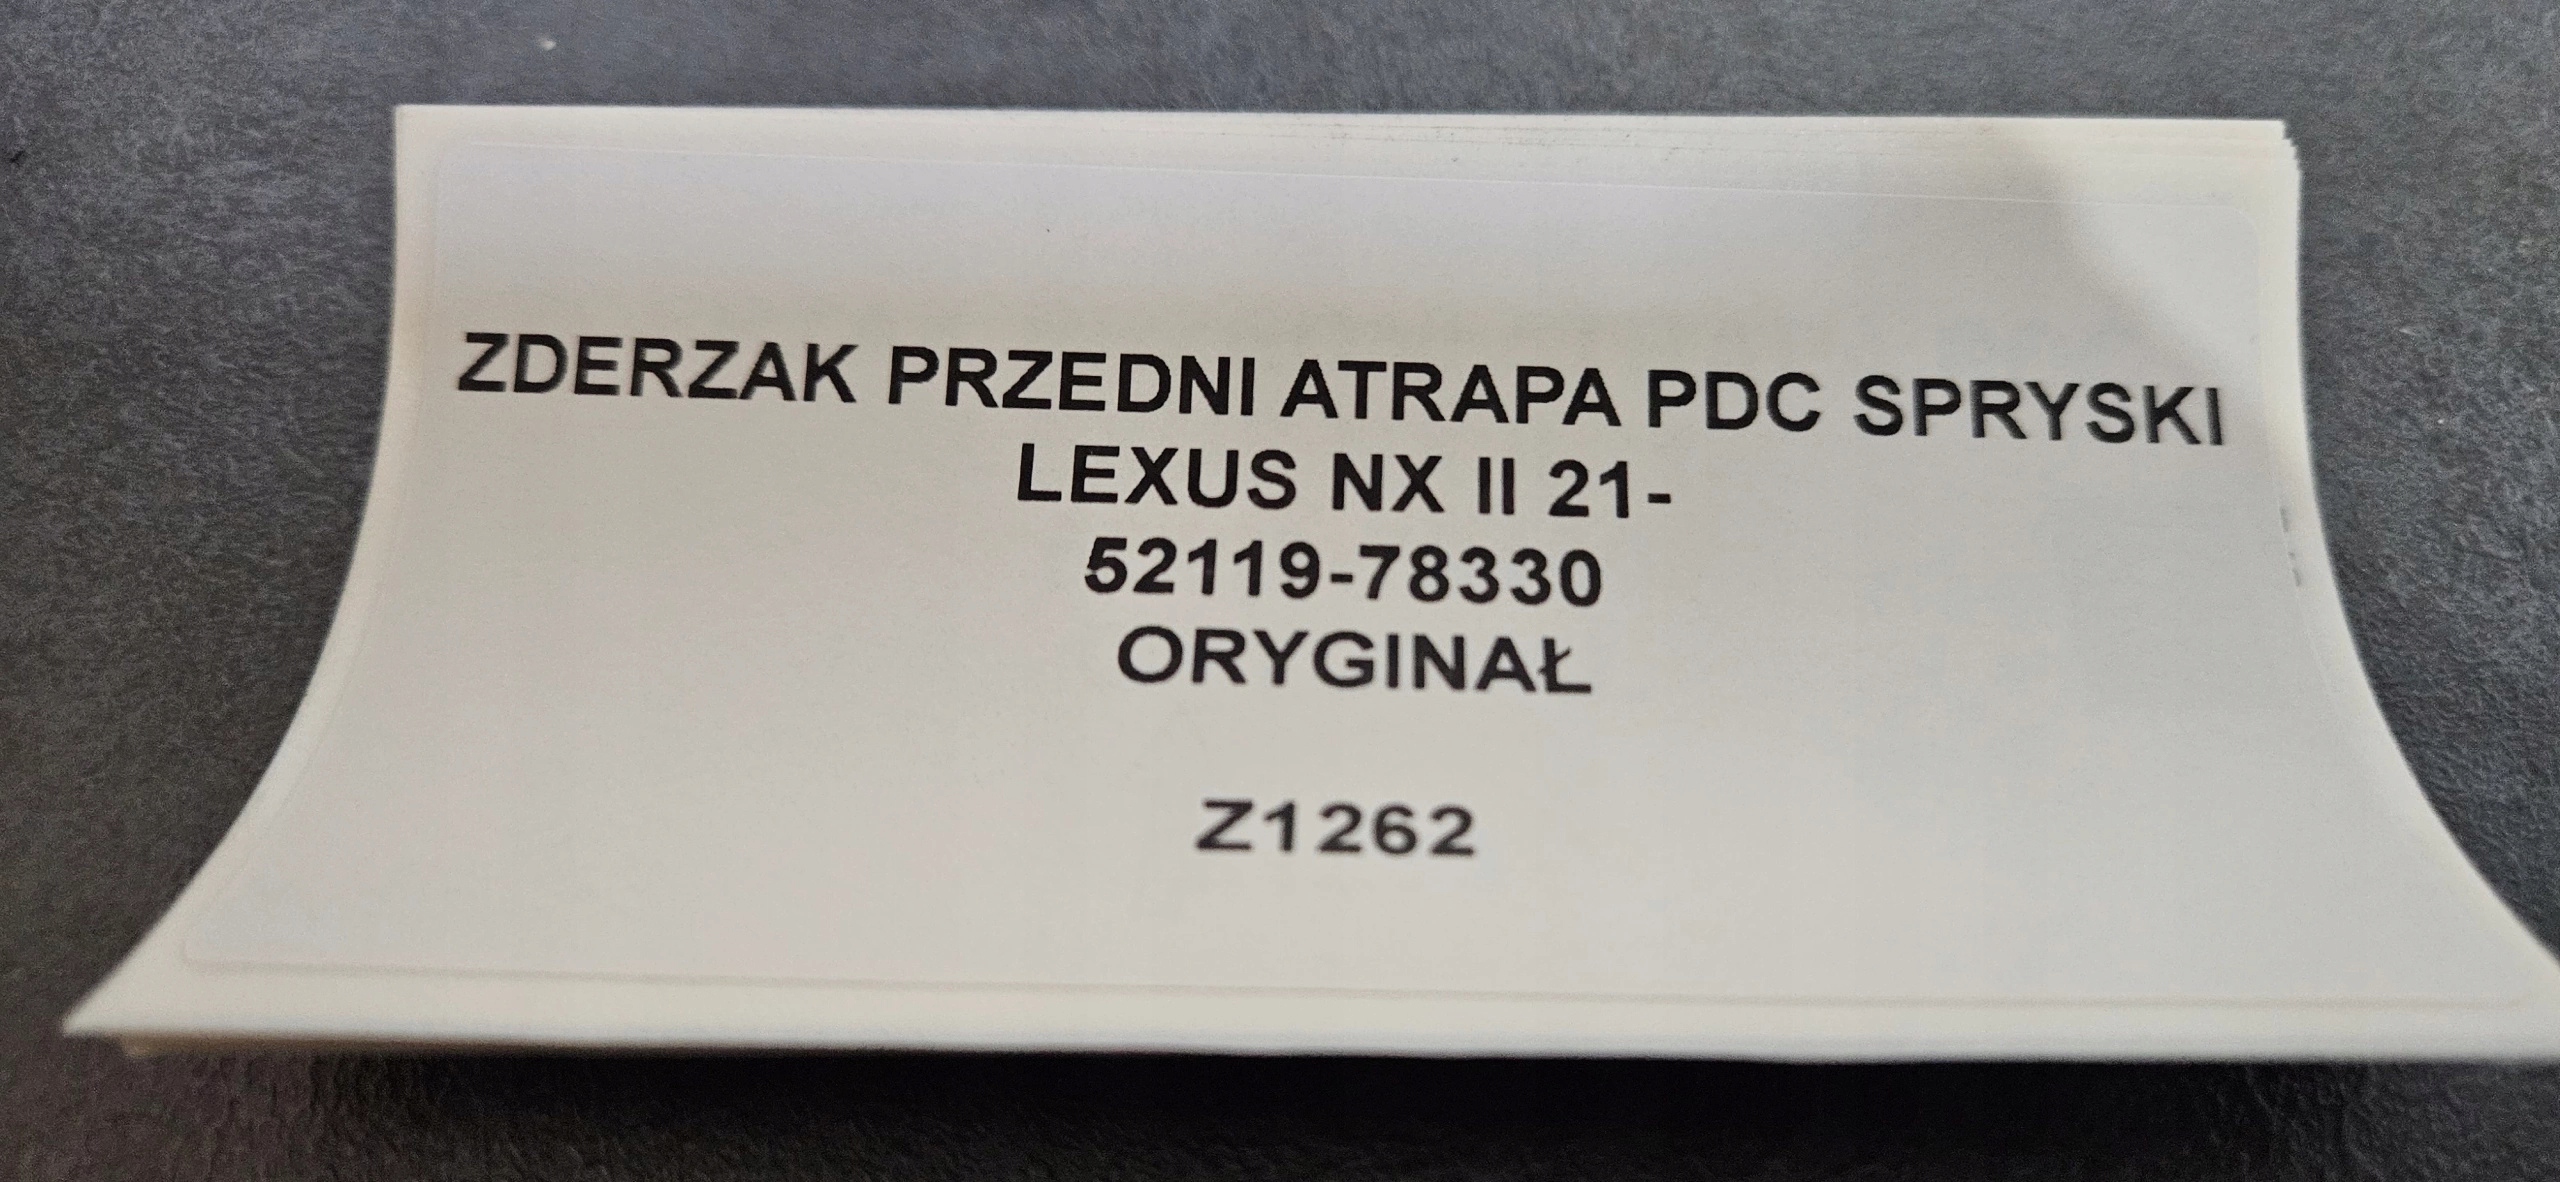 ZDERZAK PRZEDNI ATRAPA PDC SPRYSKI
LEXUS NX II 21-
52119-78330
ORYGINAŁ
Z1262